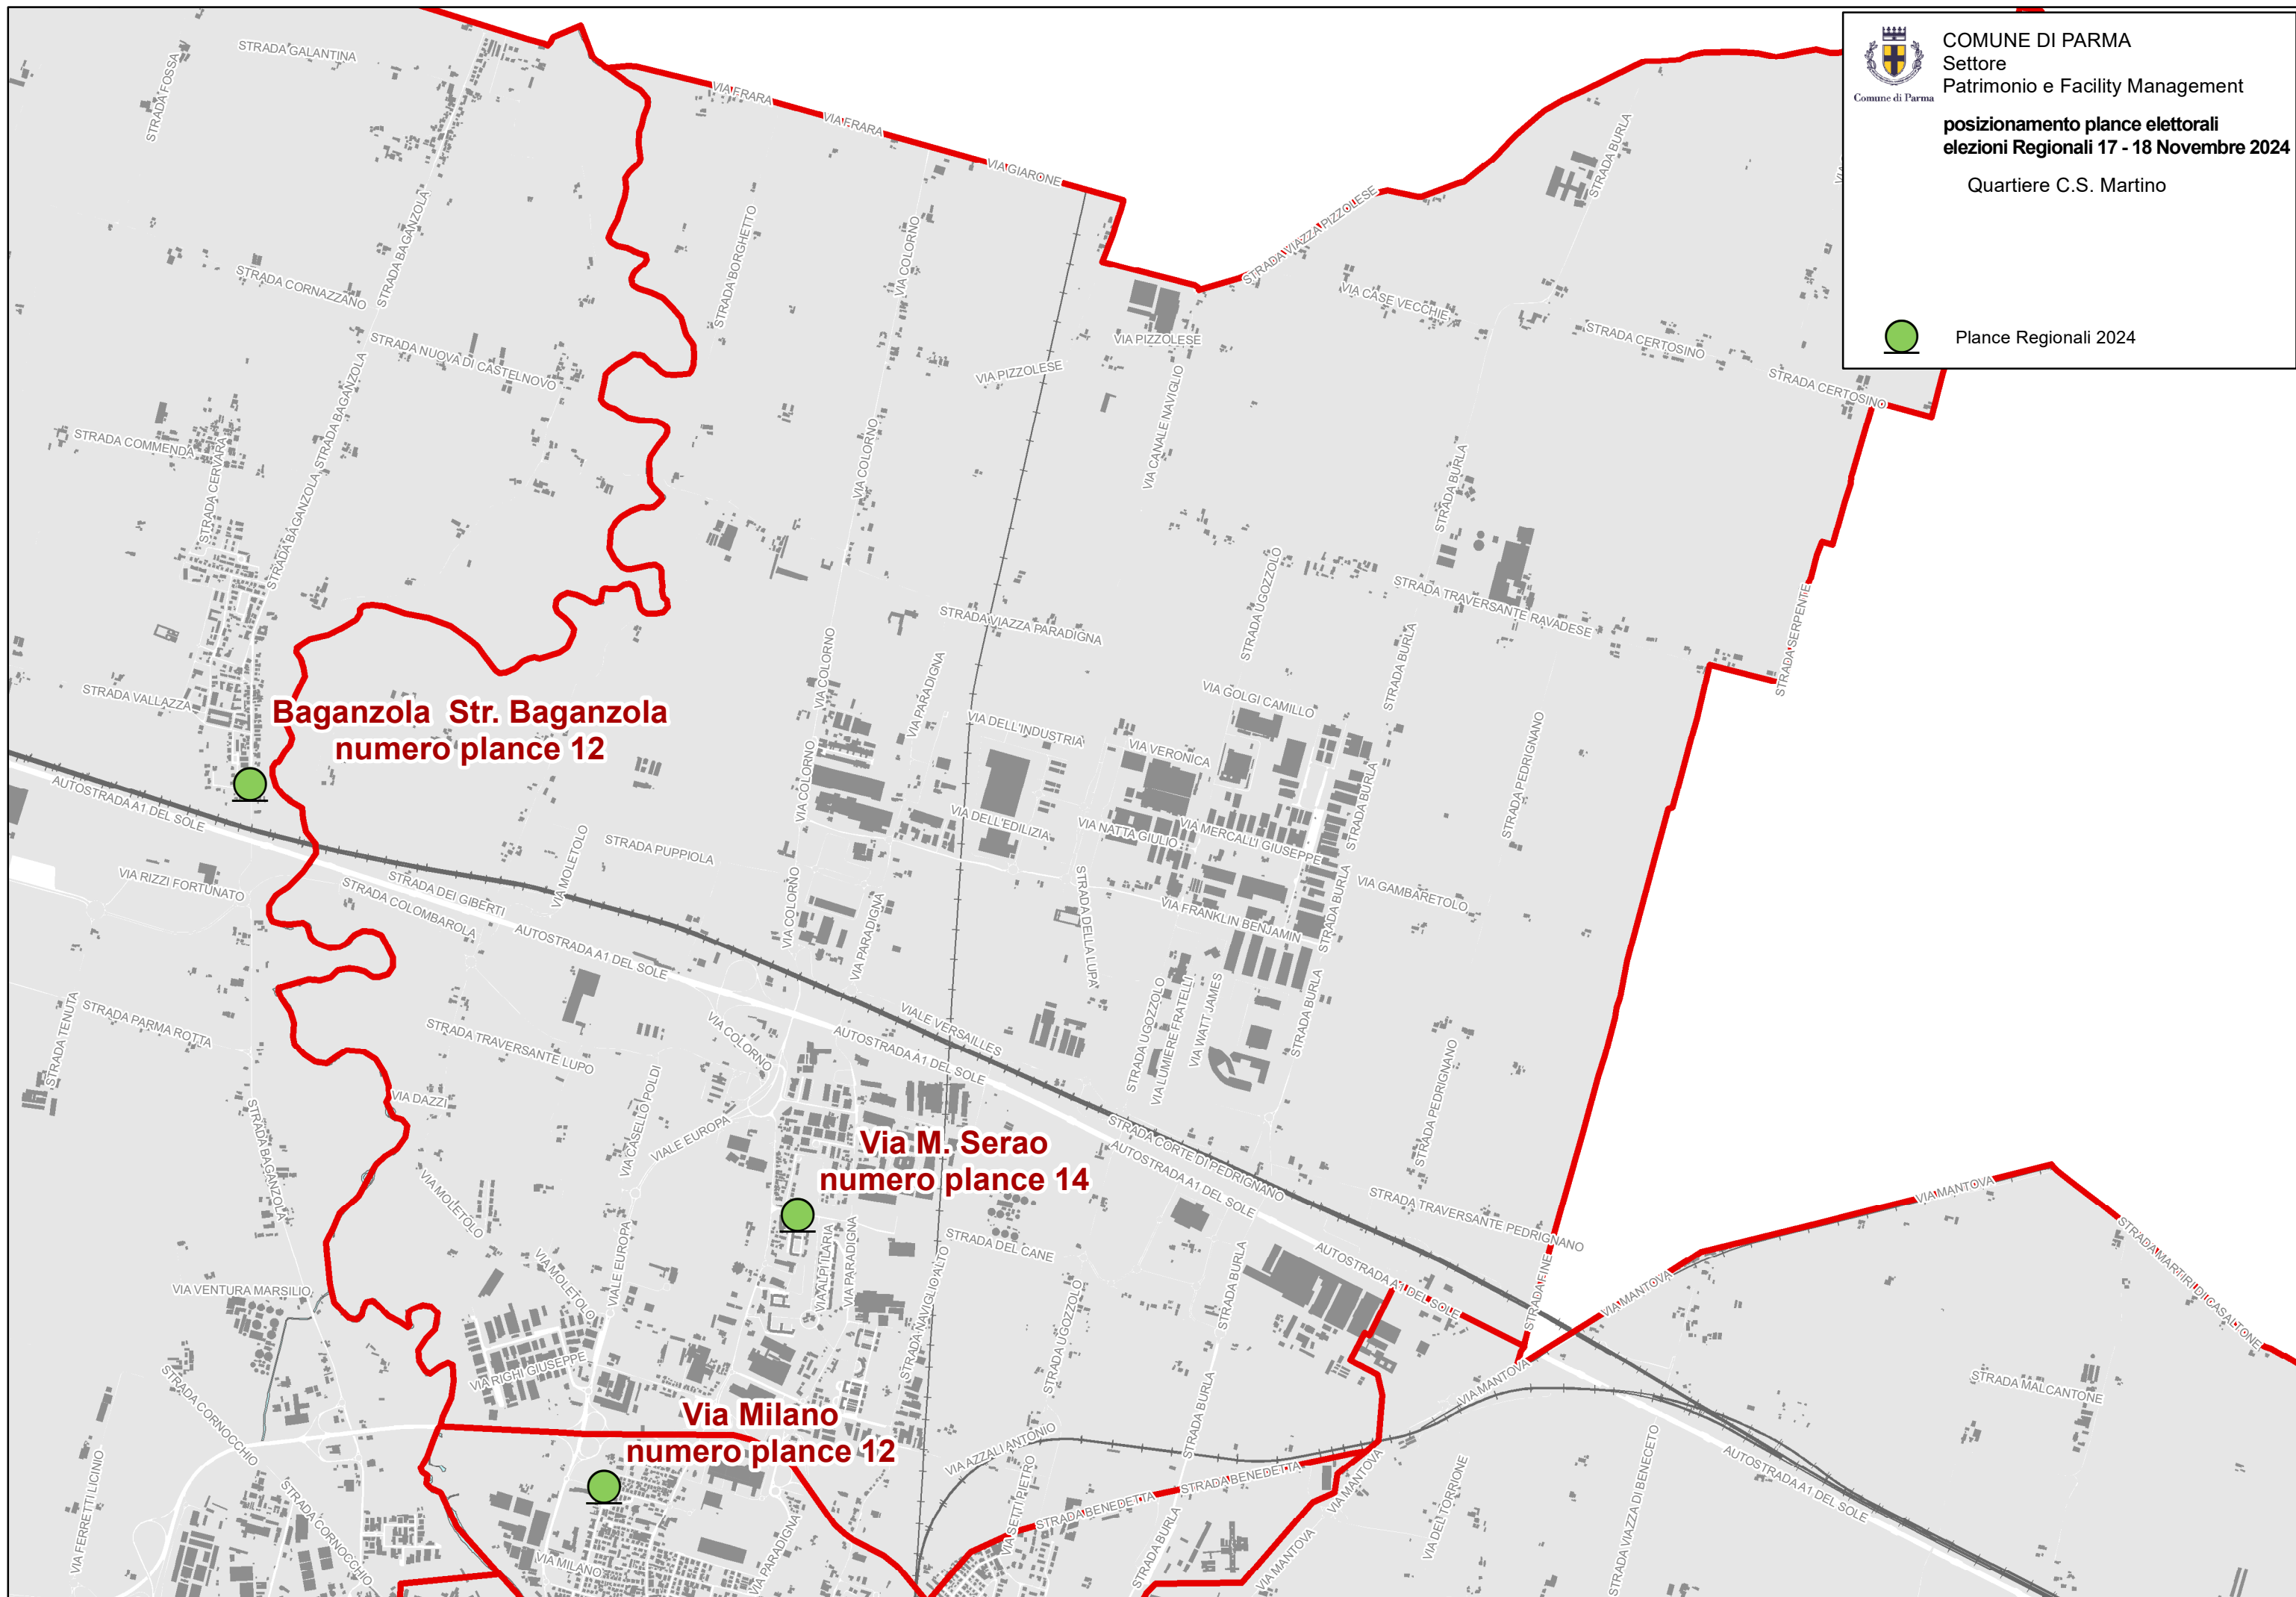 COMUNE DI PARMA
Settore
Patrimonio e Facility Management
Comune di Parma
posizionamento plance elettorali
elezioni Regionali 17 - 18 Novembre 2024
Quartiere C.S. Martino
Plance Regionali 2024
STRADA GALANTINA
STRADA FOSSA
VIA FRARA
VIA FRARA
VIA GIARONE
STRADA BURLA
STRADA VIAZZA PIZZOLESE
STRADA BAGANZOLA
STRADA BORGHETTO
VIA COLORNO
STRADA CORNAZZANO
VIA CASE VECCHIE
STRADA NUOVA DI CASTELNOVO
VIA PIZZOLESE
VIA PIZZOLESE
STRADA CERTOSINO
STRADA CERTOSINO
STRADA BAGANZOLA
VIA CANALE NAVIGLIO
STRADA COMMENDA
STRADA CERVARA
VIA COLORNO
STRADA BURLA
STRADA BAGANZOLA
STRADA UGOZZOLO
STRADA TRAVERSANTE RAVADESE
STRADA VIAZZA PARADIGNA
STRADA SERPENTE
STRADA BURLA
VIA COLORNO
VIA PARADIGNA
STRADA VALLAZZA
VIA GOLGI CAMILLO
Baganzola Str. Baganzola
numero plance 12
VIA DELL'INDUSTRIA
VIA VERONICA
STRADA PEDRIGNANO
VIA COLORNO
STRADA BURLA
AUTOSTRADA A1 DEL SOLE
VIA DELL'EDILIZIA
VIA NATTA GIULIO
VIA MERCALLI GIUSEPPE
STRADA PUPPIOLA
VIA MOLETOLO
VIA RIZZI FORTUNATO
STRADA DEI GIBERTI
STRADA COLOMBAROLA
VIA COLORNO
VIA PARADIGNA
STRADA DELLA LUPA
VIA GAMBARETOLO
VIA FRANKLIN BENJAMIN
STRADA BURLA
AUTOSTRADA A1 DEL SOLE
STRADA TENUTA
STRADA PARMA ROTTA
STRADA TRAVERSANTE LUPO
VIA COLORNO
VIALE VERSAILLES
AUTOSTRADA A1 DEL SOLE
STRADA UGOZZOLO
VIA LUMIERE FRATELLI
VIA WATT JAMES
STRADA BURLA
STRADA PEDRIGNANO
VIA DAZZI
STRADA BAGANZOLA
VIA CASELLO POLDI
VIALE EUROPA
Via M. Serao
numero plance 14
STRADA CORTE DI PEDRIGNANO
AUTOSTRADA A1 DEL SOLE
STRADA TRAVERSANTE PEDRIGNANO
VIA MANTOVA
STRADA MARTIRI DI CASALTONE
VIA MOLETOLO
VIA MOLETOLO
VIALE EUROPA
VIA ALPI ILARIA
VIA PARADIGNA
STRADA DEL CANE
STRADA NAVIGLIO ALTO
STRADA UGOZZOLO
STRADA BURLA
AUTOSTRADA A1 DEL SOLE
STRADA FINE
VIA MANTOVA
VIA VENTURA MARSILIO
VIA RIGHI GIUSEPPE
VIA MANTOVA
STRADA MALCANTONE
STRADA CORNOCCHIO
Via Milano
numero plance 12
VIA AZZALI ANTONIO
STRADA BURLA
STRADA BENEDETTA
STRADA BENEDETTA
VIA MANTOVA
AUTOSTRADA A1 DEL SOLE
VIA FERRETTI LICINIO
STRADA CORNOCCHIO
VIA MILANO
VIA PARADIGNA
VIA SETTI PIETRO
STRADA BURLA
VIA MANTOVA
VIA DEL TORRIONE
STRADA VIAZZA DI BENECETO